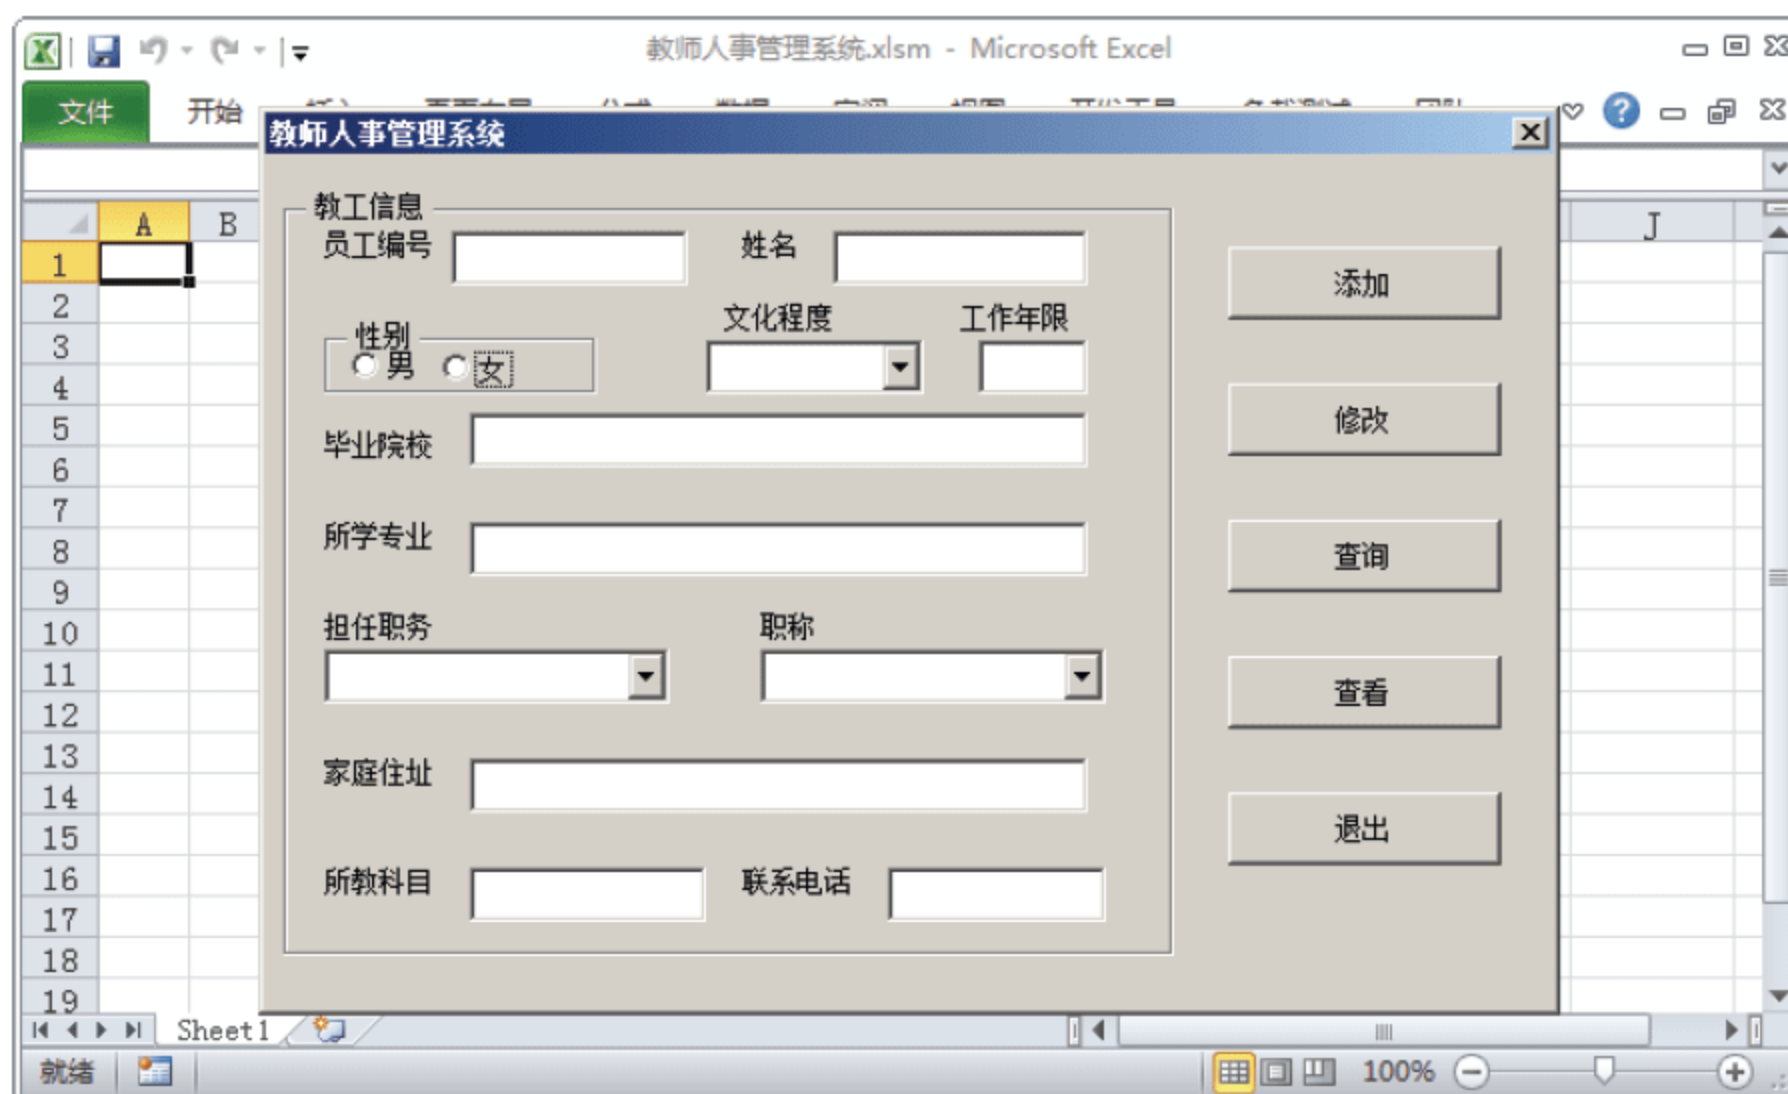 教师人事管理系统.xlsm - Microsoft Excel
文件 开始
教师人事管理系统
教工信息
员工编号 姓名
添加
性别 文化程度 工作年限
男 女
修改
毕业院校
所学专业
查询
担任职务 职称
查看
家庭住址
退出
所教科目 联系电话
A B J
1
2
3
4
5
6
7
8
9
10
11
12
13
14
15
16
17
18
19
Sheet1
就绪 100%